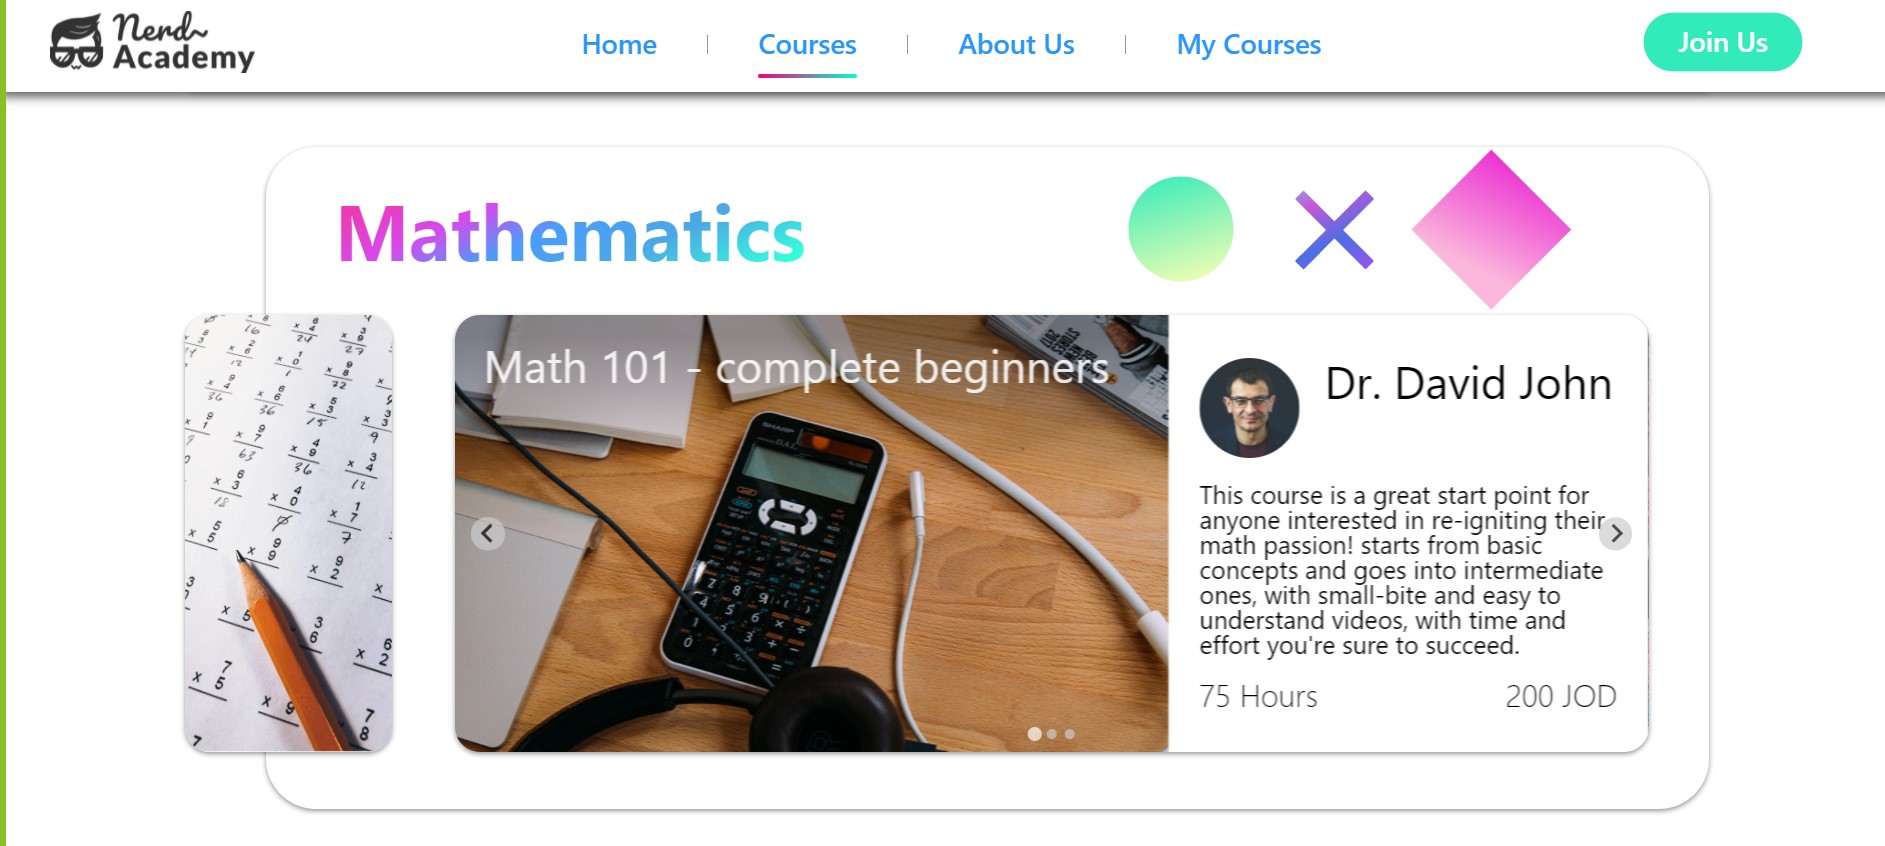 Nerd~
Academy
Home
Courses
About Us
My Courses
Join Us
Mathematics
Math 101 - complete beginners
SHARP
Dr. David John
This course is a great start point for
anyone interested in re-igniting their
math passion! starts from basic
concepts and goes into intermediate
ones, with small-bite and easy to
understand videos, with time and
effort you're sure to succeed.
75 Hours
200 JOD